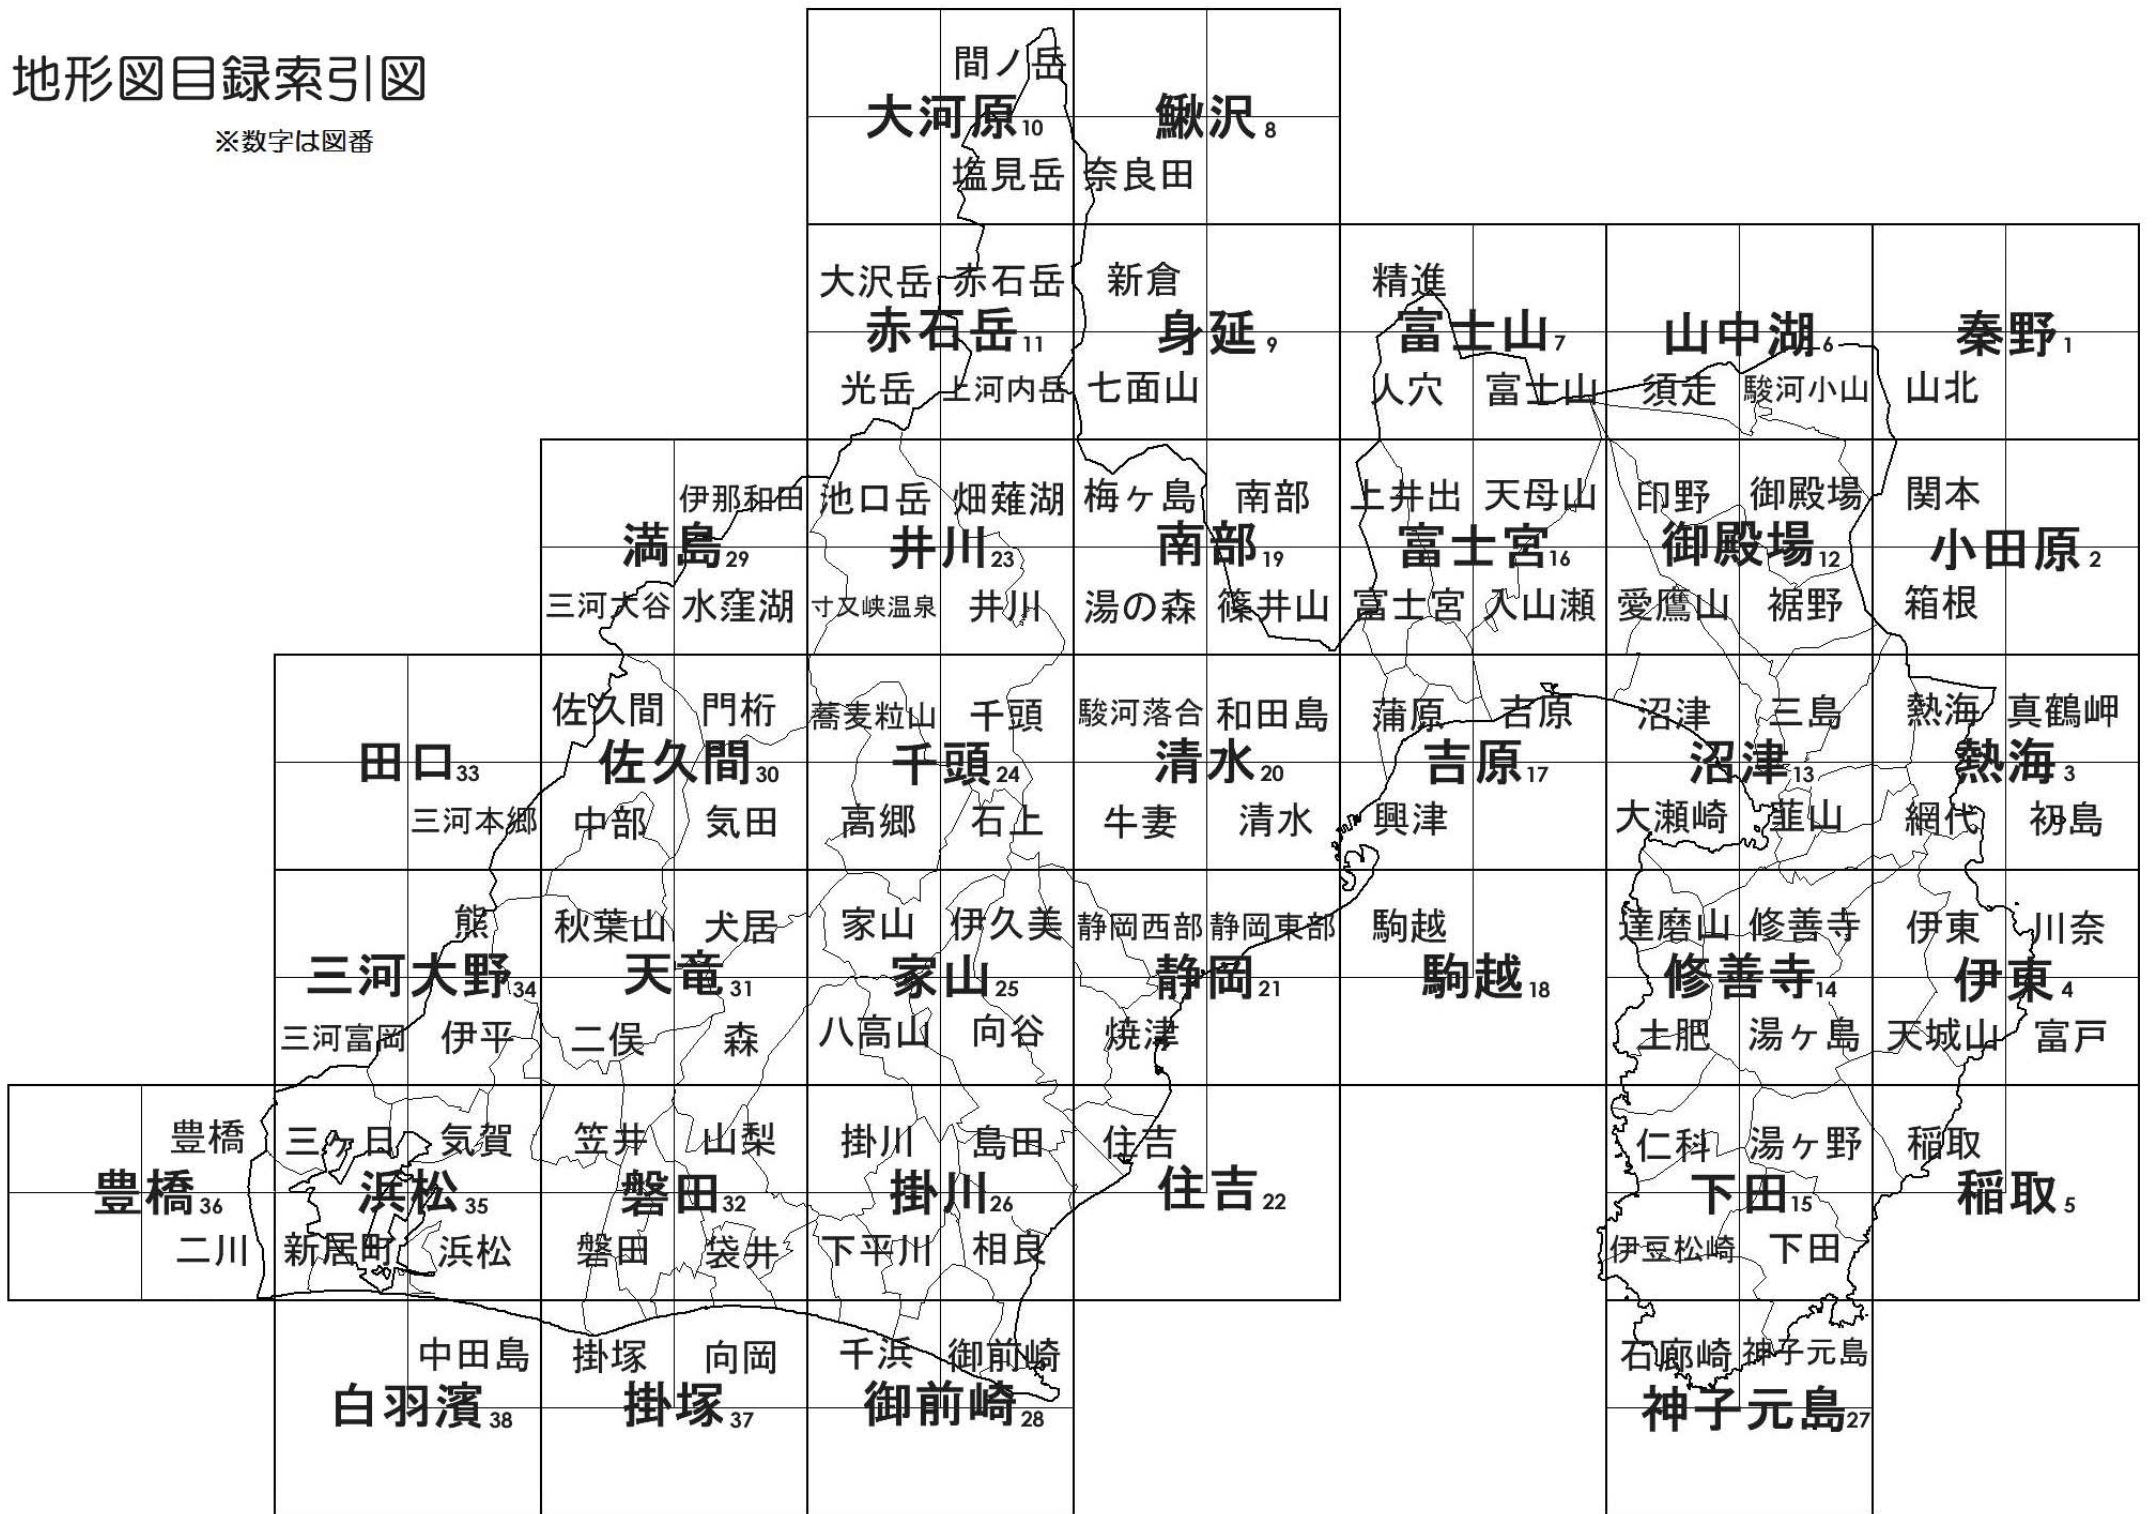 地形図目録索引図
※数字は図番
間ノ岳
大河原10 鰍沢8
塩見岳 奈良田
大沢岳 赤石岳 新倉 精進
赤石岳11 身延9 富士山7 山中湖6 秦野1
光岳 上河内岳 七面山 人穴 富士山 須走 駿河小山 山北
伊那和田 池口岳 畑薙湖 梅ヶ島 南部 上井出 天母山 印野 御殿場 関本
満島29 井川23 南部19 富士宮16 御殿場12 小田原2
三河大谷 水窪湖 寸又峡温泉 井川 湯の森 篠井山 富士宮 入山瀬 愛鷹山 裾野 箱根
佐久間 門桁 蕎麦粒山 千頭 駿河落合 和田島 蒲原 吉原 沼津 三島 熱海 真鶴岬
田口33 佐久間30 千頭24 清水20 吉原17 沼津13 熱海3
三河本郷 中部 気田 高郷 石上 牛妻 清水 興津 大瀬崎 韮山 網代 初島
熊 秋葉山 犬居 家山 伊久美 静岡西部 静岡東部 駒越 達磨山 修善寺 伊東 川奈
三河大野34 天竜31 家山25 静岡21 駒越18 修善寺14 伊東4
三河富岡 伊平 二俣 森 八高山 向谷 焼津 土肥 湯ヶ島 天城山 富戸
豊橋 三ヶ日 気賀 笠井 山梨 掛川 島田 住吉 仁科 湯ヶ野 稲取
豊橋36 浜松35 磐田32 掛川26 住吉22 下田15 稲取5
二川 新居町 浜松 磐田 袋井 下平川 相良 伊豆松崎 下田
中田島 掛塚 向岡 千浜 御前崎 石廊崎 神子元島
白羽濱38 掛塚37 御前崎28 神子元島27